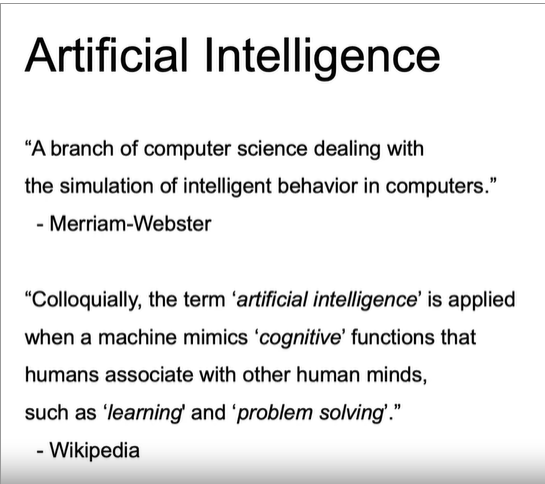 Artificial Intelligence
“A branch of computer science dealing with
the simulation of intelligent behavior in computers.”
- Merriam-Webster
“Colloquially, the term ‘artificial intelligence’ is applied
when a machine mimics ‘cognitive’ functions that
humans associate with other human minds,
such as ‘learning’ and ‘problem solving’.”
- Wikipedia